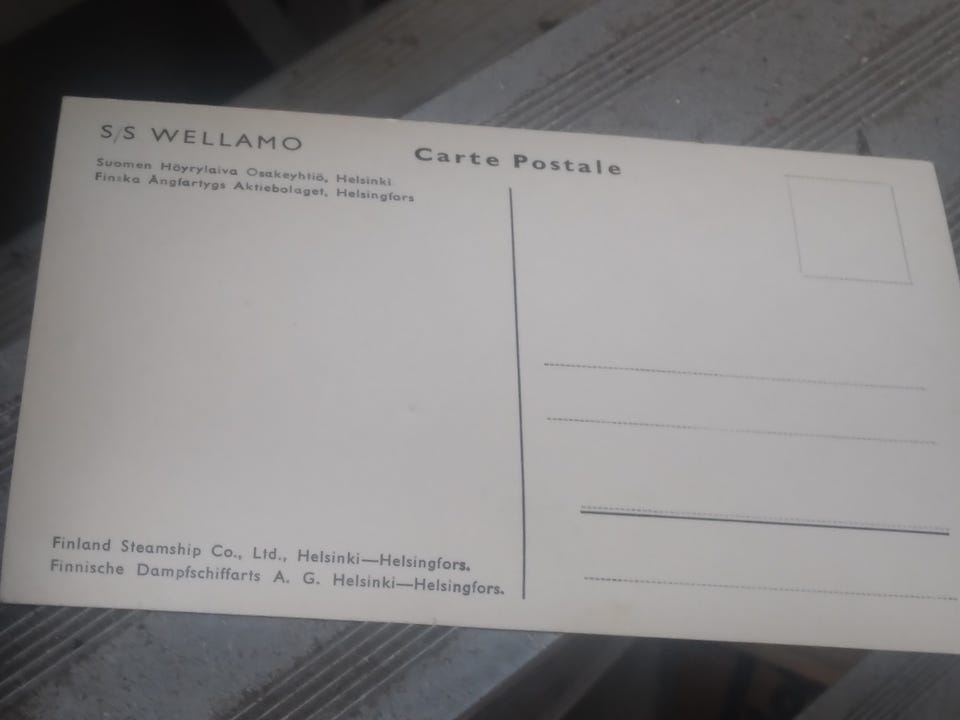 S/S WELLAMO
Suomen Höyrylaiva Osakeyhtiö, Helsinki
Finska Ångfartygs Aktiebolaget, Helsingfors
Carte Postale
Finland Steamship Co., Ltd., Helsinki—Helsingfors.
Finnische Dampfschiffarts A. G. Helsinki—Helsingfors.